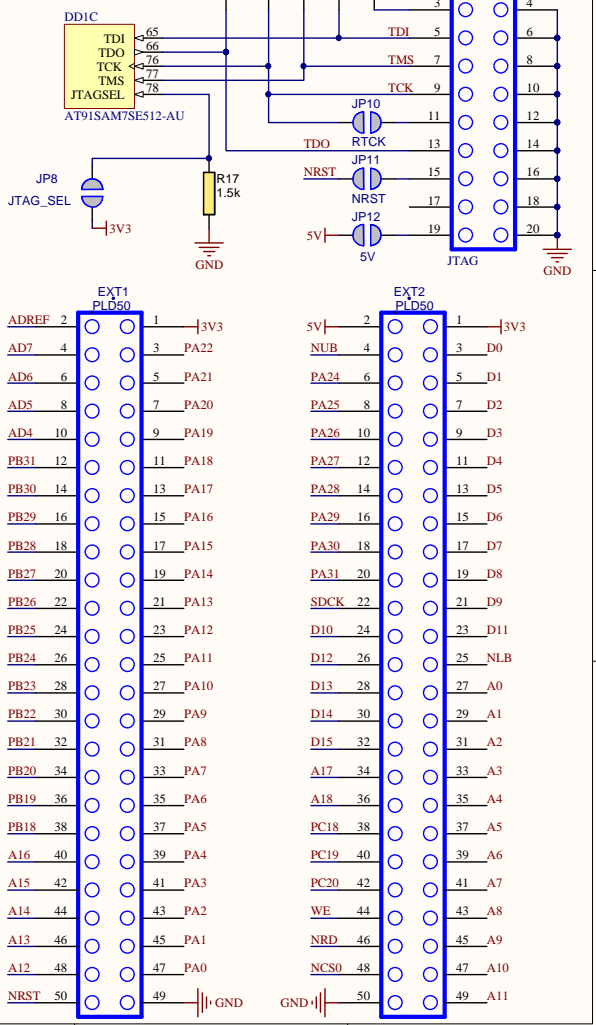 3 4
DD1C
TDI 65 TDI 5 6
TDO 66
TCK 76 TMS 7 8
TMS 77
JTAGSEL 78 TCK 9 10
AT91SAM7SE512-AU
JP10
11 12
RTCK
TDO 13 14
JP11
NRST 15 16
NRST
JP8
JTAG_SEL
R17
1.5k
17 18
3V3
JP12
5V 19 20
5V
GND
JTAG
GND
EXT1 EXT2
PLD50 PLD50
ADREF 2 1 3V3 5V 2 1 3V3
AD7 4 3 PA22 NUB 4 3 D0
AD6 6 5 PA21 PA24 6 5 D1
AD5 8 7 PA20 PA25 8 7 D2
AD4 10 9 PA19 PA26 10 9 D3
PB31 12 11 PA18 PA27 12 11 D4
PB30 14 13 PA17 PA28 14 13 D5
PB29 16 15 PA16 PA29 16 15 D6
PB28 18 17 PA15 PA30 18 17 D7
PB27 20 19 PA14 PA31 20 19 D8
PB26 22 21 PA13 SDCK 22 21 D9
PB25 24 23 PA12 D10 24 23 D11
PB24 26 25 PA11 D12 26 25 NLB
PB23 28 27 PA10 D13 28 27 A0
PB22 30 29 PA9 D14 30 29 A1
PB21 32 31 PA8 D15 32 31 A2
PB20 34 33 PA7 A17 34 33 A3
PB19 36 35 PA6 A18 36 35 A4
PB18 38 37 PA5 PC18 38 37 A5
A16 40 39 PA4 PC19 40 39 A6
A15 42 41 PA3 PC20 42 41 A7
A14 44 43 PA2 WE 44 43 A8
A13 46 45 PA1 NRD 46 45 A9
A12 48 47 PA0 NCS0 48 47 A10
NRST 50 49 GND GND 50 49 A11